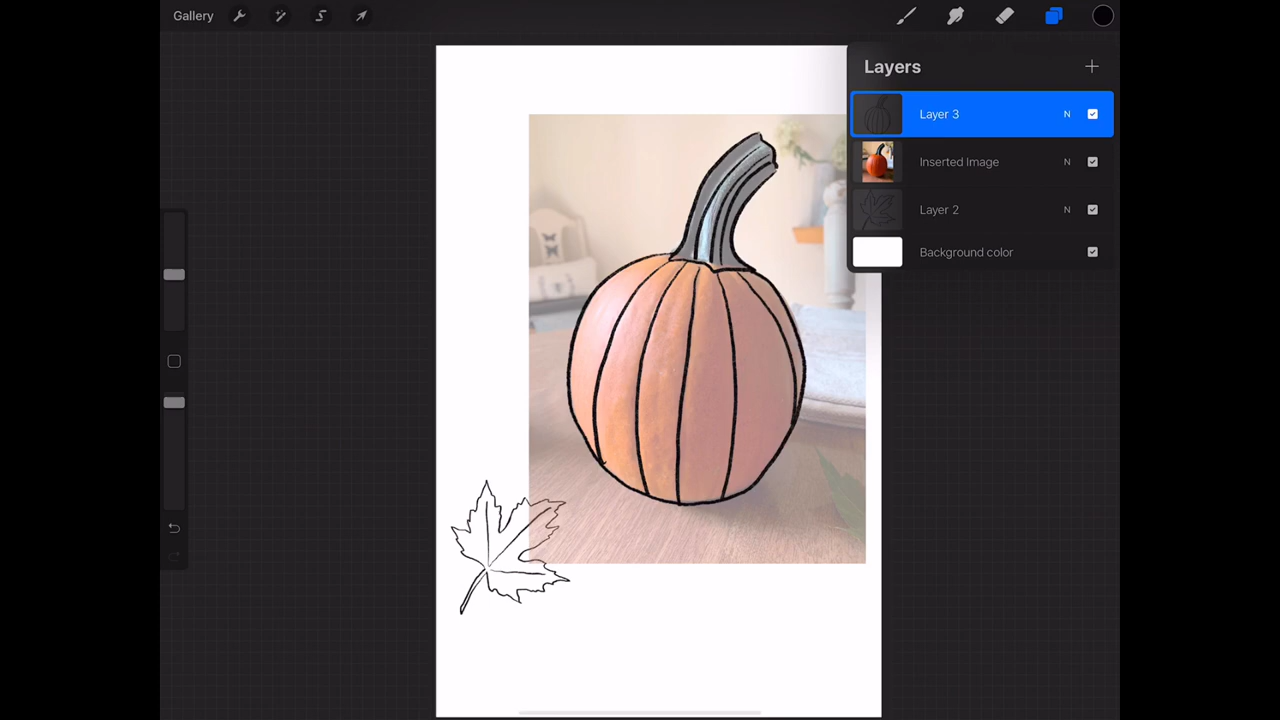 Gallery
Layers
Layer 3 N
Inserted Image N
Layer 2 N
Background color